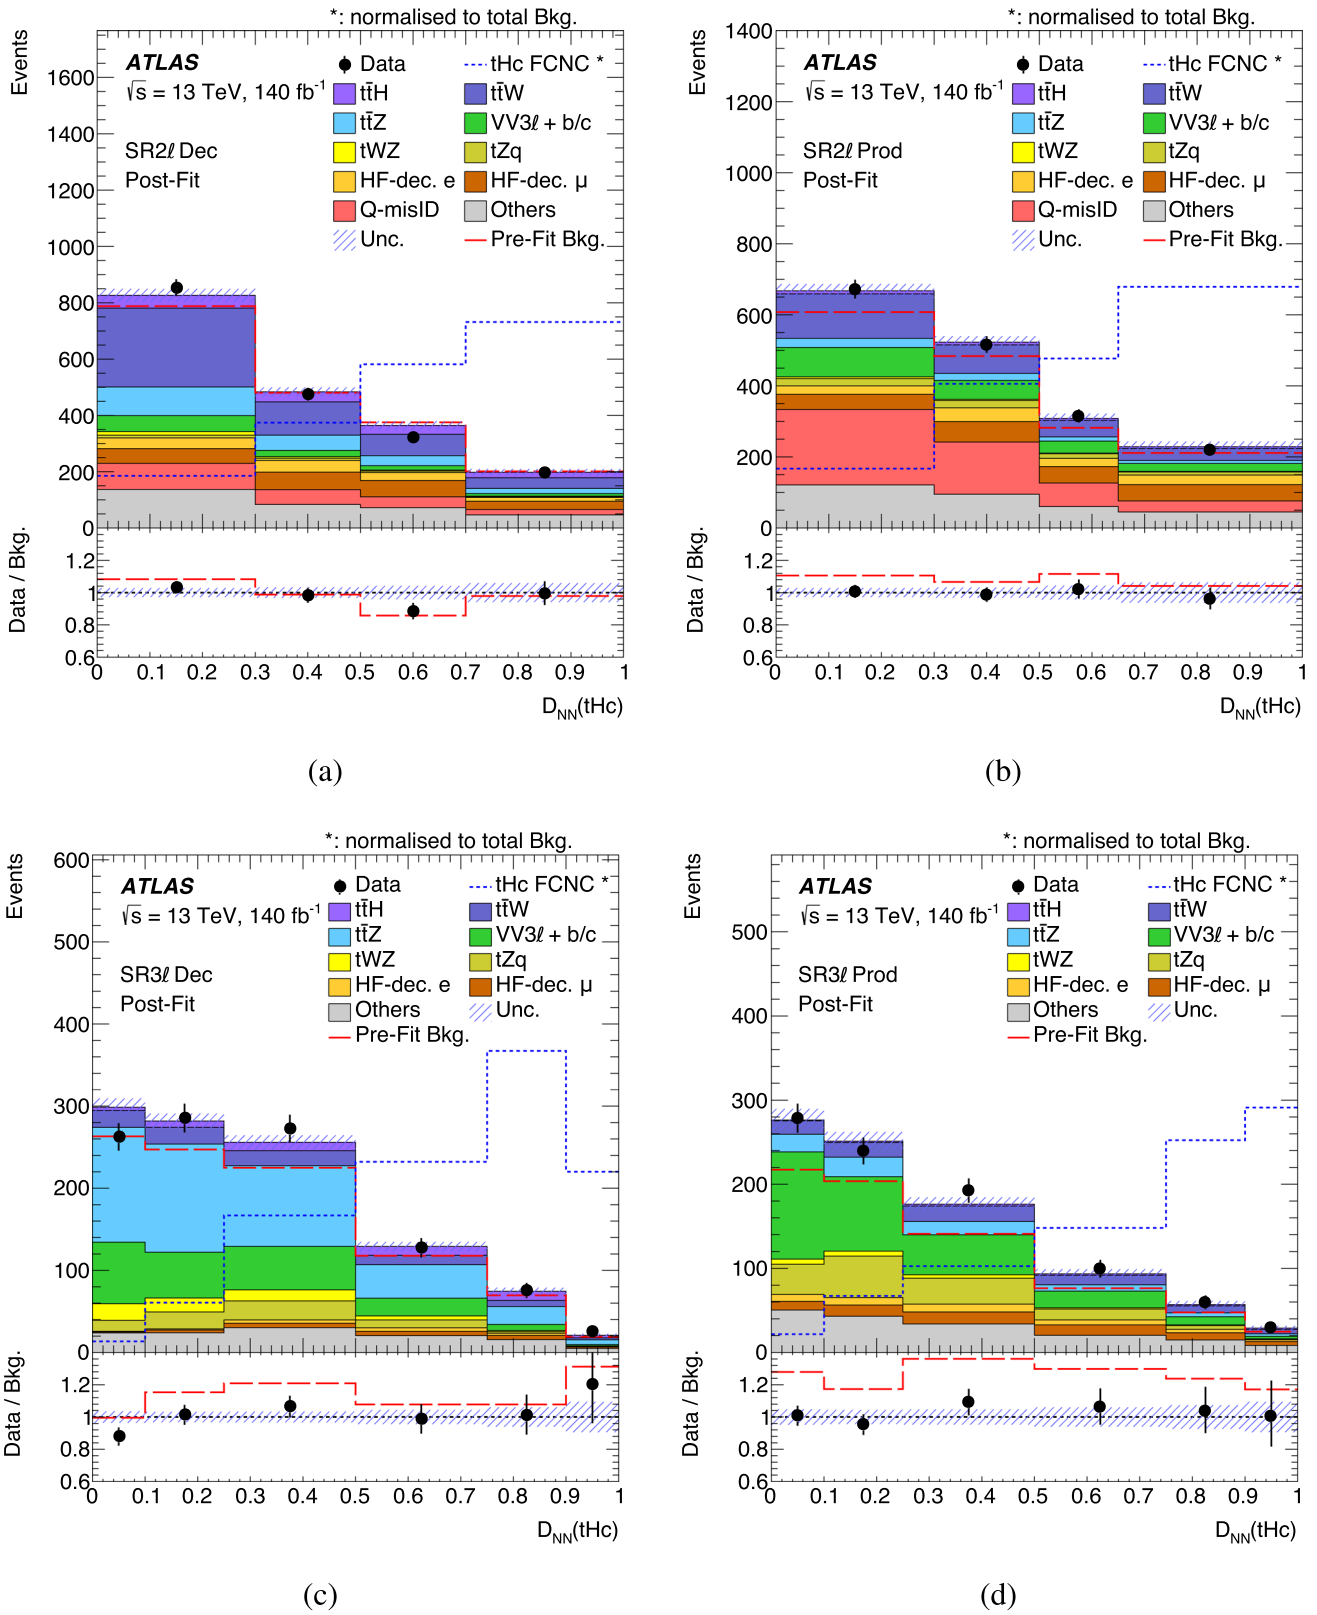 *: normalised to total Bkg.
Events
ATLAS
√s = 13 TeV, 140 fb⁻¹
SR2ℓ Dec
Post-Fit
Data
tHc FCNC *
tt̄H
tt̄W
tt̄Z
VV3ℓ + b/c
tWZ
tZq
HF-dec. e
HF-dec. μ
Q-misID
Others
Unc.
Pre-Fit Bkg.
1600
1400
1200
1000
800
600
400
200
0
Data / Bkg.
1.2
1
0.8
0.6
0 0.1 0.2 0.3 0.4 0.5 0.6 0.7 0.8 0.9 1
D_NN(tHc)
(a)
*: normalised to total Bkg.
Events
ATLAS
√s = 13 TeV, 140 fb⁻¹
SR2ℓ Prod
Post-Fit
Data
tHc FCNC *
tt̄H
tt̄W
tt̄Z
VV3ℓ + b/c
tWZ
tZq
HF-dec. e
HF-dec. μ
Q-misID
Others
Unc.
Pre-Fit Bkg.
1400
1200
1000
800
600
400
200
0
Data / Bkg.
1.2
1
0.8
0.6
0 0.1 0.2 0.3 0.4 0.5 0.6 0.7 0.8 0.9 1
D_NN(tHc)
(b)
*: normalised to total Bkg.
Events
ATLAS
√s = 13 TeV, 140 fb⁻¹
SR3ℓ Dec
Post-Fit
Data
tHc FCNC *
tt̄H
tt̄W
tt̄Z
VV3ℓ + b/c
tWZ
tZq
HF-dec. e
HF-dec. μ
Others
Unc.
Pre-Fit Bkg.
600
500
400
300
200
100
0
Data / Bkg.
1.2
1
0.8
0.6
0 0.1 0.2 0.3 0.4 0.5 0.6 0.7 0.8 0.9 1
D_NN(tHc)
(c)
*: normalised to total Bkg.
Events
ATLAS
√s = 13 TeV, 140 fb⁻¹
SR3ℓ Prod
Post-Fit
Data
tHc FCNC *
tt̄H
tt̄W
tt̄Z
VV3ℓ + b/c
tWZ
tZq
HF-dec. e
HF-dec. μ
Others
Unc.
Pre-Fit Bkg.
500
400
300
200
100
0
Data / Bkg.
1.2
1
0.8
0.6
0 0.1 0.2 0.3 0.4 0.5 0.6 0.7 0.8 0.9 1
D_NN(tHc)
(d)